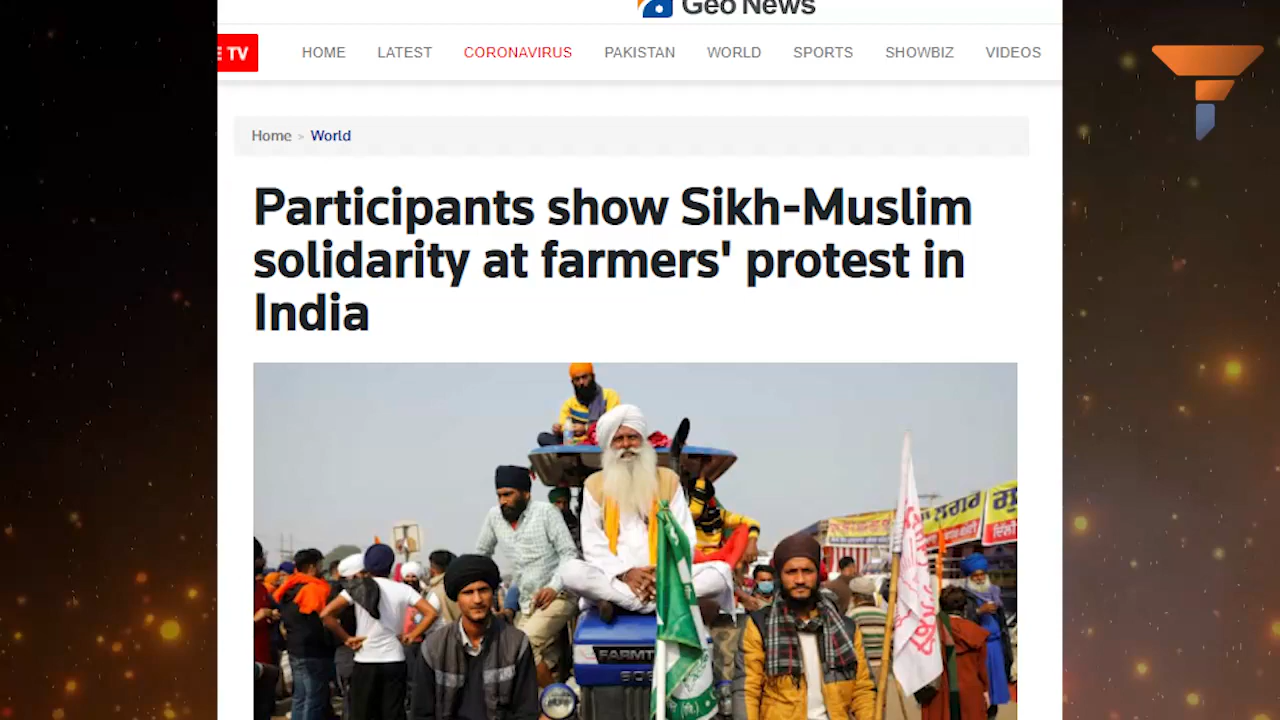 Geo News
E TV
HOME LATEST CORONAVIRUS PAKISTAN WORLD SPORTS SHOWBIZ VIDEOS
Home > World
Participants show Sikh-Muslim
solidarity at farmers' protest in
India
ਲੰਗਰ
FARMT